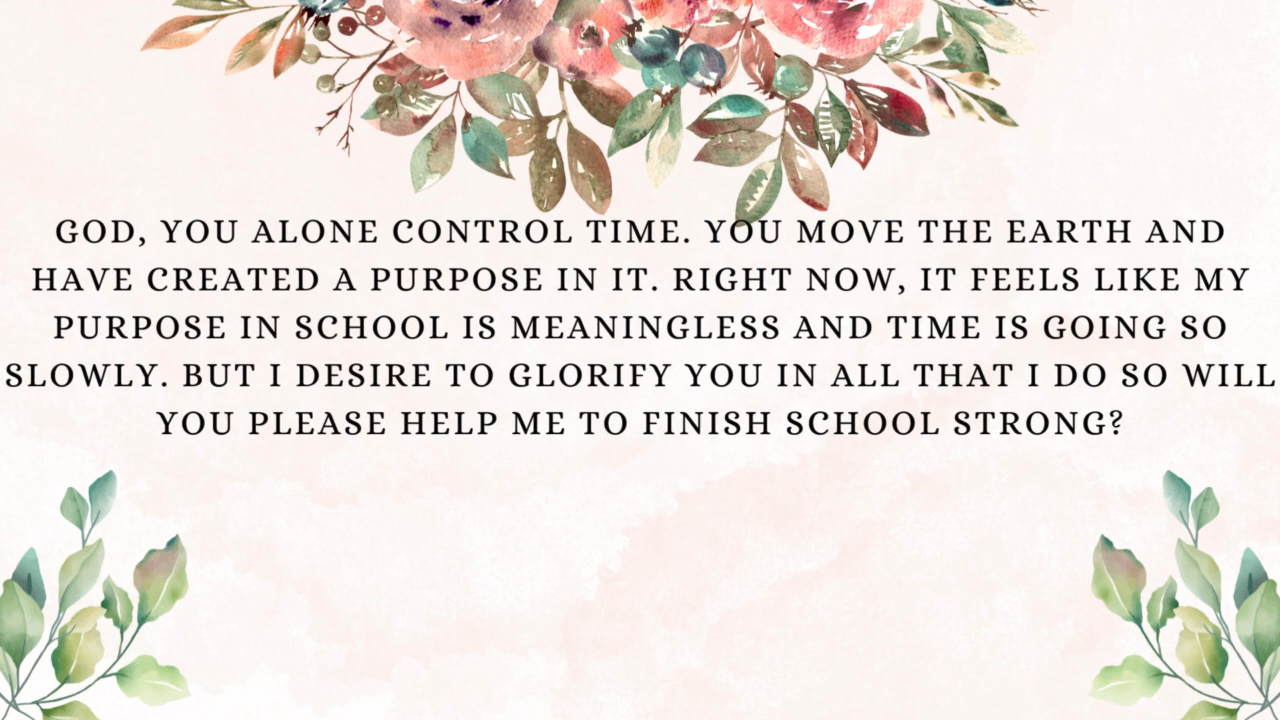 GOD, YOU ALONE CONTROL TIME. YOU MOVE THE EARTH AND
HAVE CREATED A PURPOSE IN IT. RIGHT NOW, IT FEELS LIKE MY
PURPOSE IN SCHOOL IS MEANINGLESS AND TIME IS GOING SO
SLOWLY. BUT I DESIRE TO GLORIFY YOU IN ALL THAT I DO SO WILL
YOU PLEASE HELP ME TO FINISH SCHOOL STRONG?